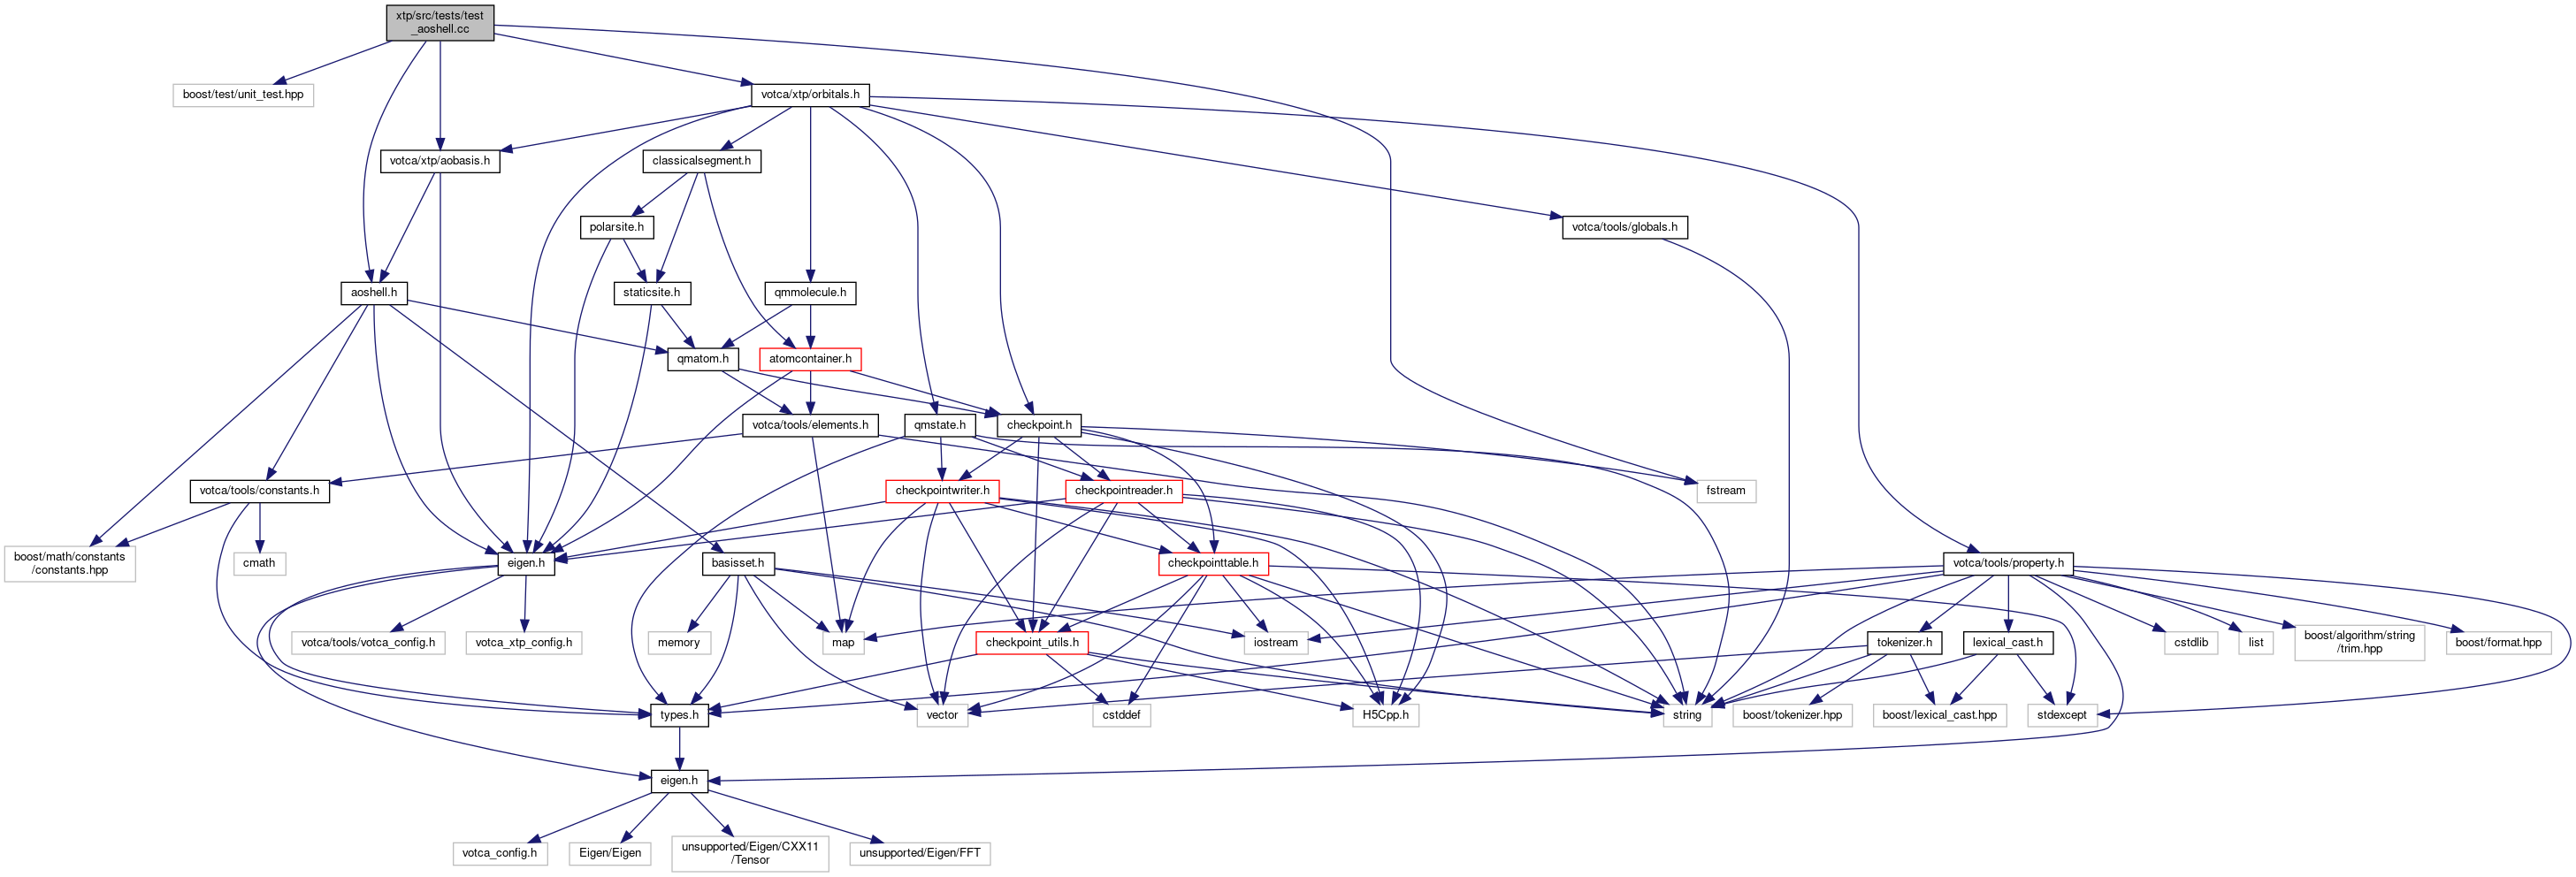 xtp/src/tests/test
_aoshell.cc
boost/test/unit_test.hpp
votca/xtp/orbitals.h
votca/xtp/aobasis.h
classicalsegment.h
polarsite.h
votca/tools/globals.h
aoshell.h
staticsite.h
qmmolecule.h
qmatom.h
atomcontainer.h
votca/tools/elements.h
qmstate.h
checkpoint.h
votca/tools/constants.h
checkpointwriter.h
checkpointreader.h
fstream
boost/math/constants
/constants.hpp
cmath
eigen.h
basisset.h
checkpointtable.h
votca/tools/property.h
votca/tools/votca_config.h
votca_xtp_config.h
memory
map
checkpoint_utils.h
iostream
tokenizer.h
lexical_cast.h
cstdlib
list
boost/algorithm/string
/trim.hpp
boost/format.hpp
types.h
vector
cstddef
H5Cpp.h
string
boost/tokenizer.hpp
boost/lexical_cast.hpp
stdexcept
eigen.h
votca_config.h
Eigen/Eigen
unsupported/Eigen/CXX11
/Tensor
unsupported/Eigen/FFT